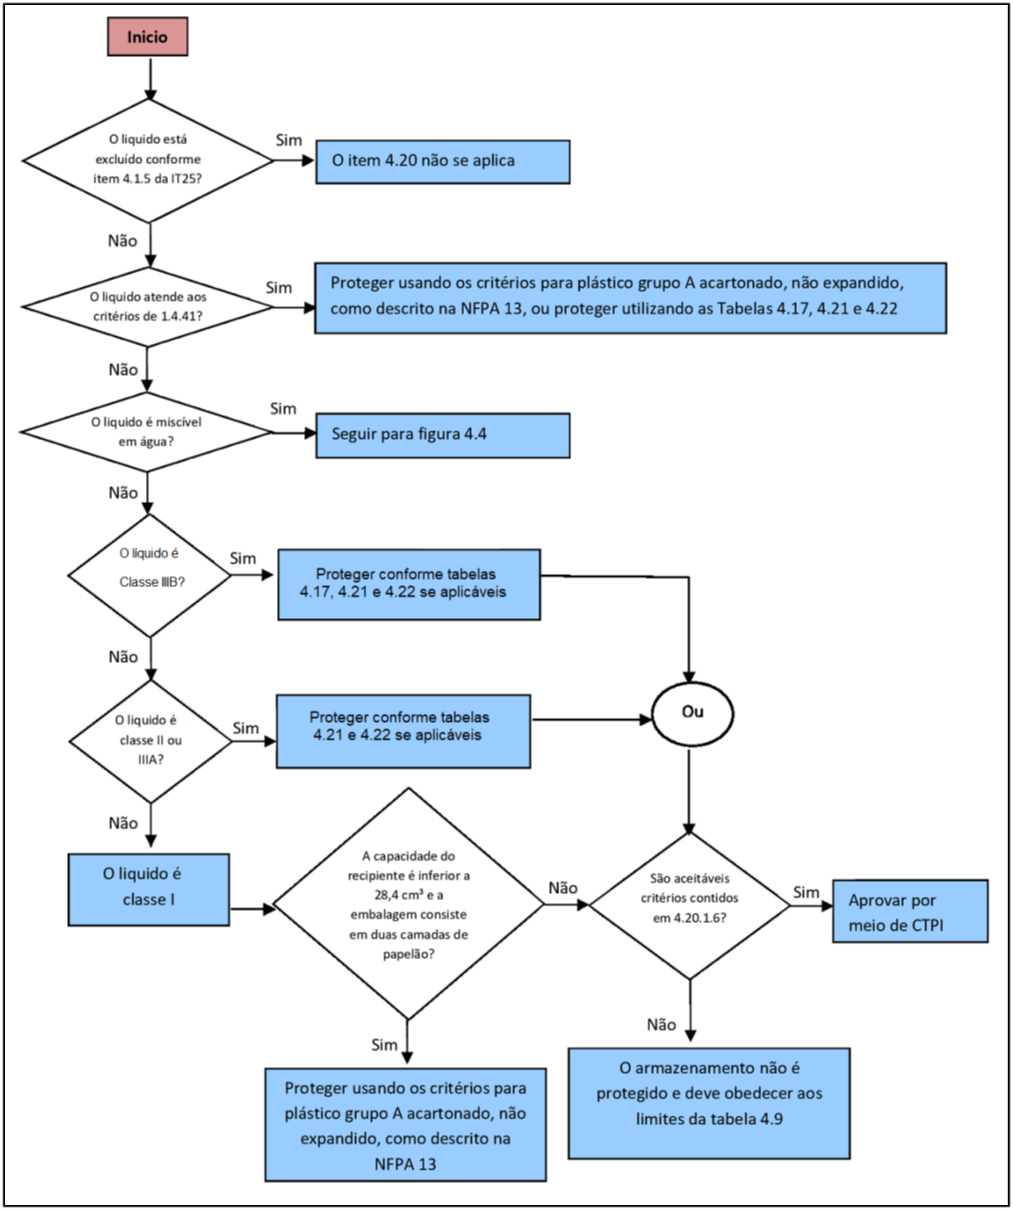 Inicio
O liquido está
excluído conforme
item 4.1.5 da IT25?
Sim
O item 4.20 não se aplica
Não
O liquido atende aos
critérios de 1.4.41?
Sim
Proteger usando os critérios para plástico grupo A acartonado, não expandido,
como descrito na NFPA 13, ou proteger utilizando as Tabelas 4.17, 4.21 e 4.22
Não
O liquido é miscível
em água?
Sim
Seguir para figura 4.4
Não
O líquido é
Classe IIIB?
Sim
Proteger conforme tabelas
4.17, 4.21 e 4.22 se aplicáveis
Não
O liquido é
classe II ou
IIIA?
Sim
Proteger conforme tabelas
4.21 e 4.22 se aplicáveis
Ou
Não
O liquido é
classe I
A capacidade do
recipiente é inferior a
28,4 cm³ e a
embalagem consiste
em duas camadas de
papelão?
Não
São aceitáveis
critérios contidos
em 4.20.1.6?
Sim
Aprovar por
meio de CTPI
Sim
Proteger usando os critérios para
plástico grupo A acartonado, não
expandido, como descrito na
NFPA 13
Não
O armazenamento não é
protegido e deve obedecer aos
limites da tabela 4.9